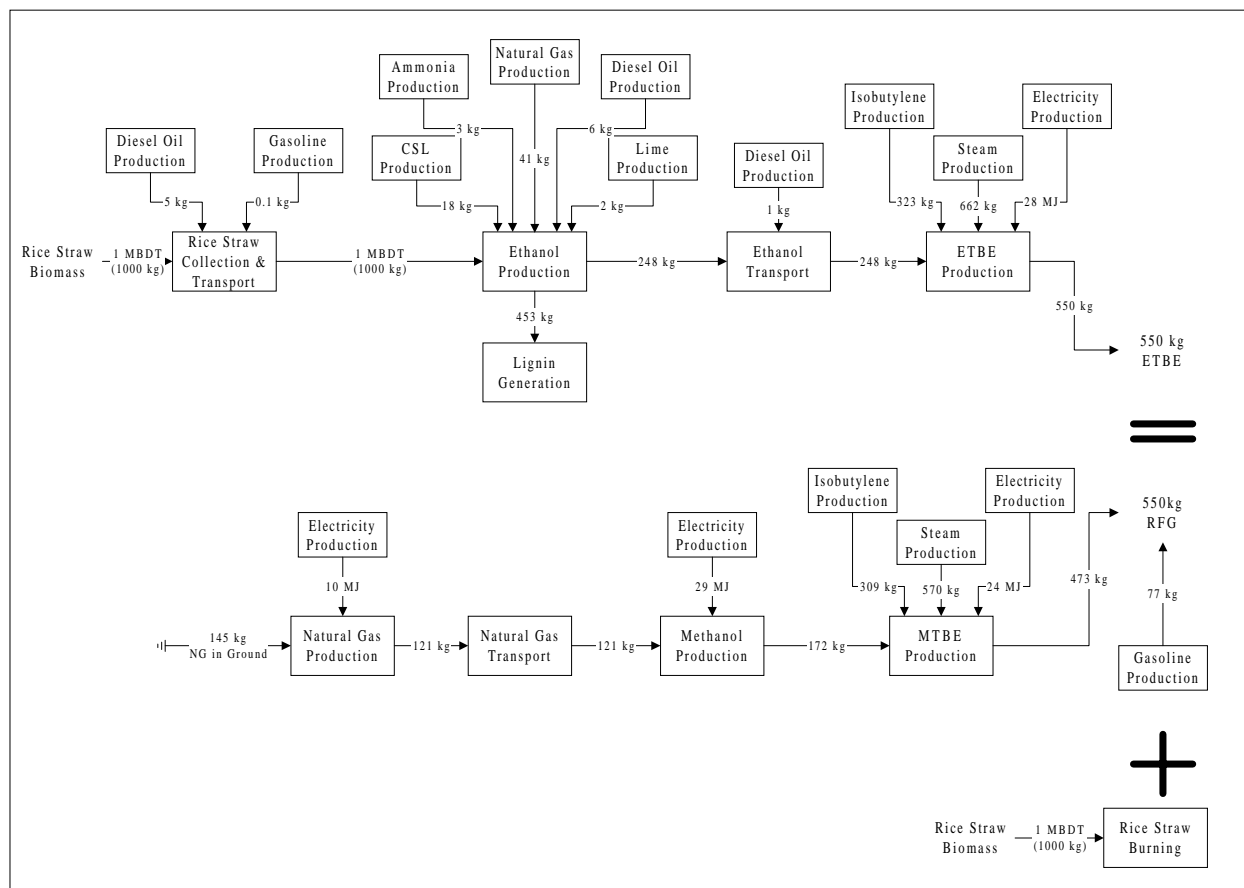 Ammonia
Production
Natural Gas
Production
Diesel Oil
Production
Isobutylene
Production
Electricity
Production
Diesel Oil
Production
Gasoline
Production
CSL
Production
Lime
Production
Diesel Oil
Production
Steam
Production
3 kg
41 kg
6 kg
5 kg
0.1 kg
18 kg
2 kg
1 kg
323 kg
662 kg
28 MJ
Rice Straw
Biomass
1 MBDT
(1000 kg)
Rice Straw
Collection &
Transport
1 MBDT
(1000 kg)
Ethanol
Production
248 kg
Ethanol
Transport
248 kg
ETBE
Production
550 kg
453 kg
Lignin
Generation
550 kg
ETBE
Isobutylene
Production
Electricity
Production
Electricity
Production
Electricity
Production
Steam
Production
550kg
RFG
10 MJ
29 MJ
309 kg
570 kg
24 MJ
473 kg
77 kg
145 kg
NG in Ground
Natural Gas
Production
121 kg
Natural Gas
Transport
121 kg
Methanol
Production
172 kg
MTBE
Production
Gasoline
Production
Rice Straw
Biomass
1 MBDT
(1000 kg)
Rice Straw
Burning